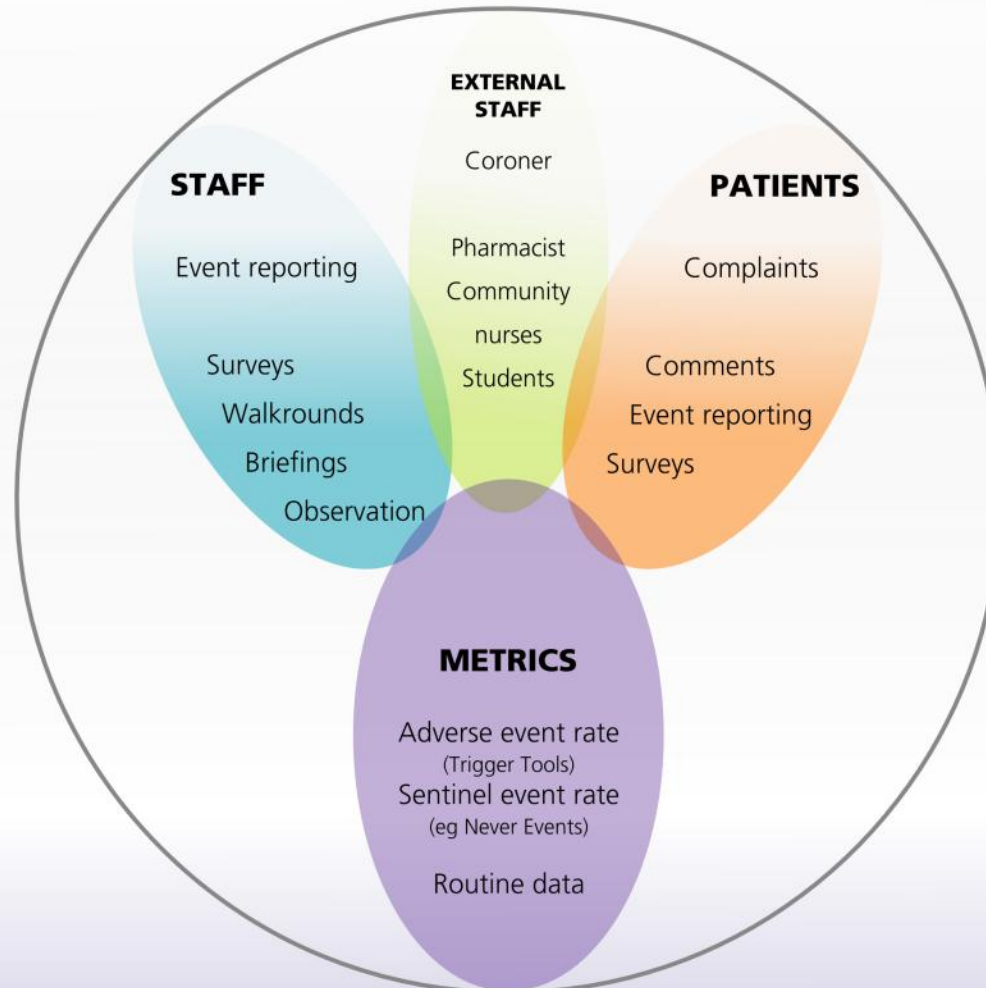 EXTERNAL
STAFF
Coroner
Pharmacist
Community
nurses
Students
STAFF
Event reporting
Surveys
Walkrounds
Briefings
Observation
PATIENTS
Complaints
Comments
Event reporting
Surveys
METRICS
Adverse event rate
(Trigger Tools)
Sentinel event rate
(eg Never Events)
Routine data